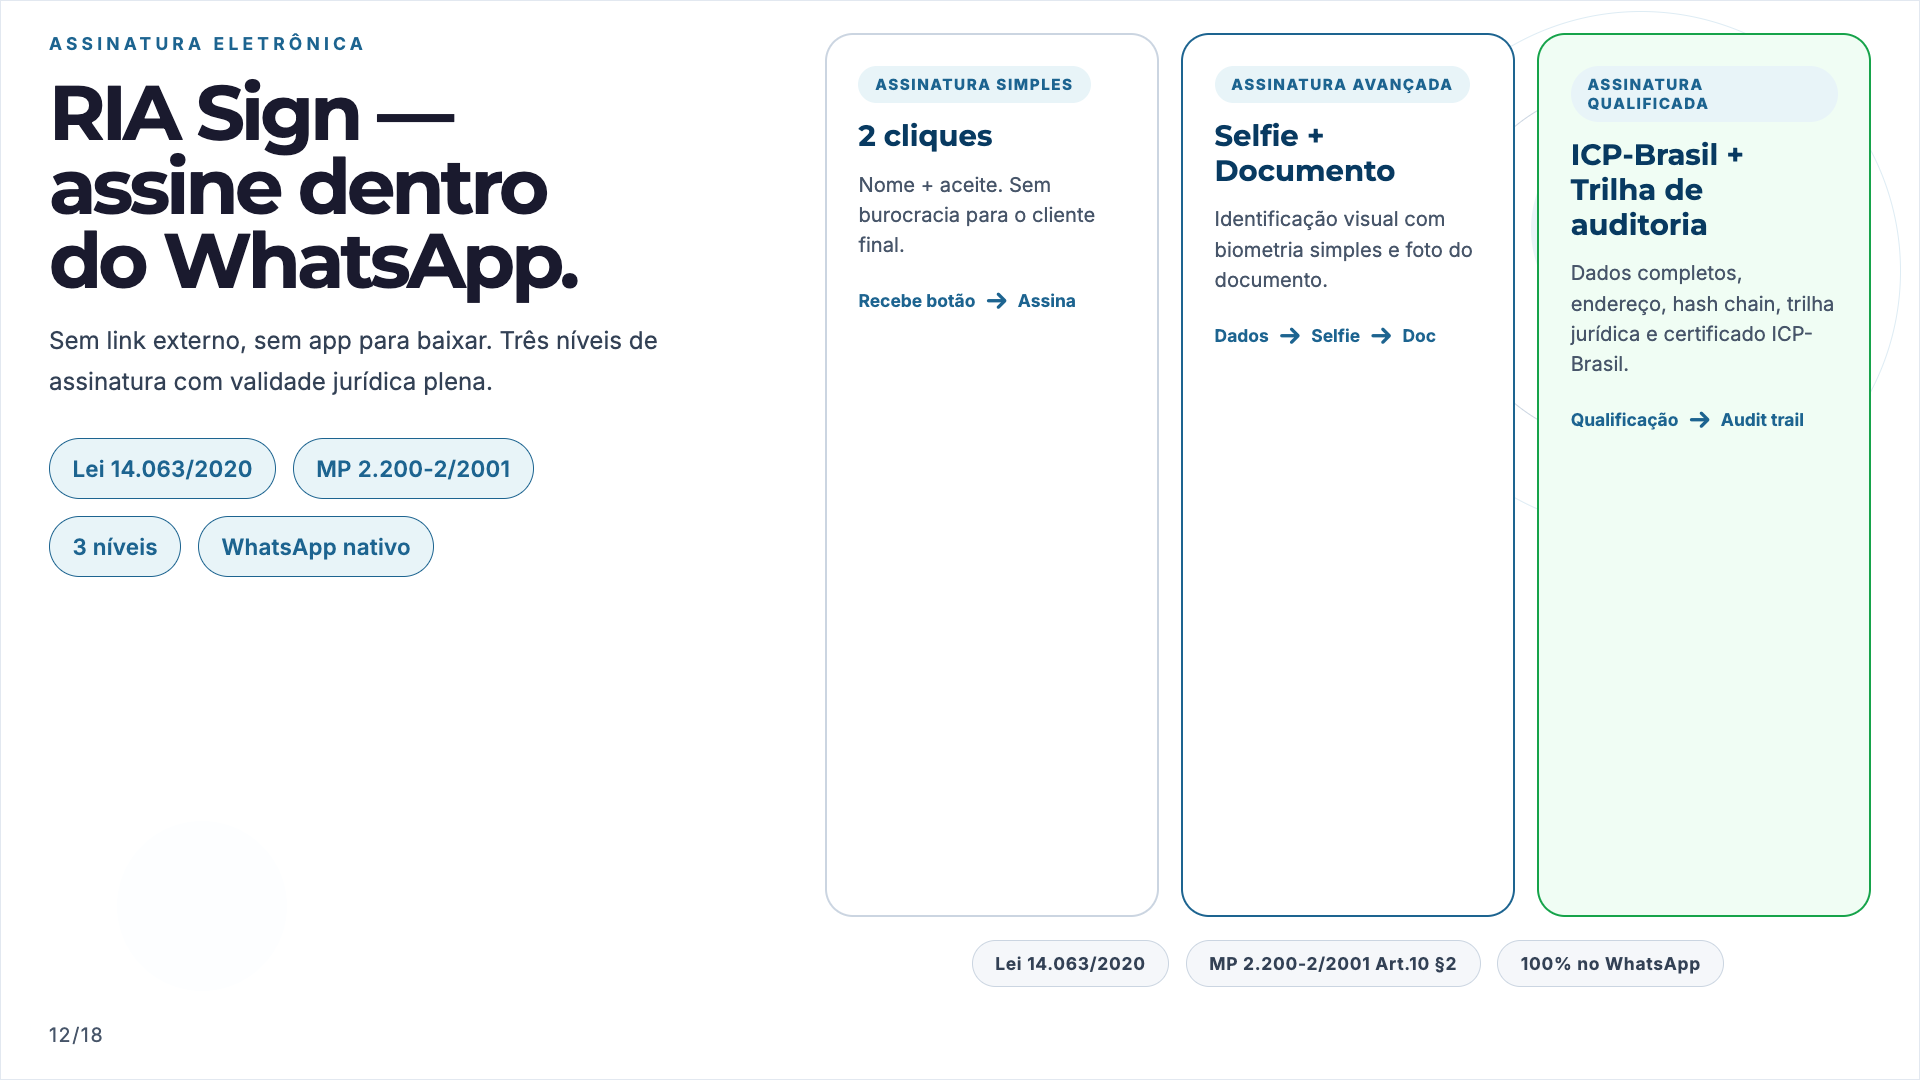 ASSINATURA ELETRÔNICA
RIA Sign —
assine dentro
do WhatsApp.
Sem link externo, sem app para baixar. Três níveis de
assinatura com validade jurídica plena.
Lei 14.063/2020
MP 2.200-2/2001
3 níveis
WhatsApp nativo
ASSINATURA SIMPLES
2 cliques
Nome + aceite. Sem
burocracia para o cliente
final.
Recebe botão → Assina
ASSINATURA AVANÇADA
Selfie +
Documento
Identificação visual com
biometria simples e foto do
documento.
Dados → Selfie → Doc
ASSINATURA
QUALIFICADA
ICP-Brasil +
Trilha de
auditoria
Dados completos,
endereço, hash chain, trilha
jurídica e certificado ICP-
Brasil.
Qualificação → Audit trail
Lei 14.063/2020
MP 2.200-2/2001 Art.10 §2
100% no WhatsApp
12/18